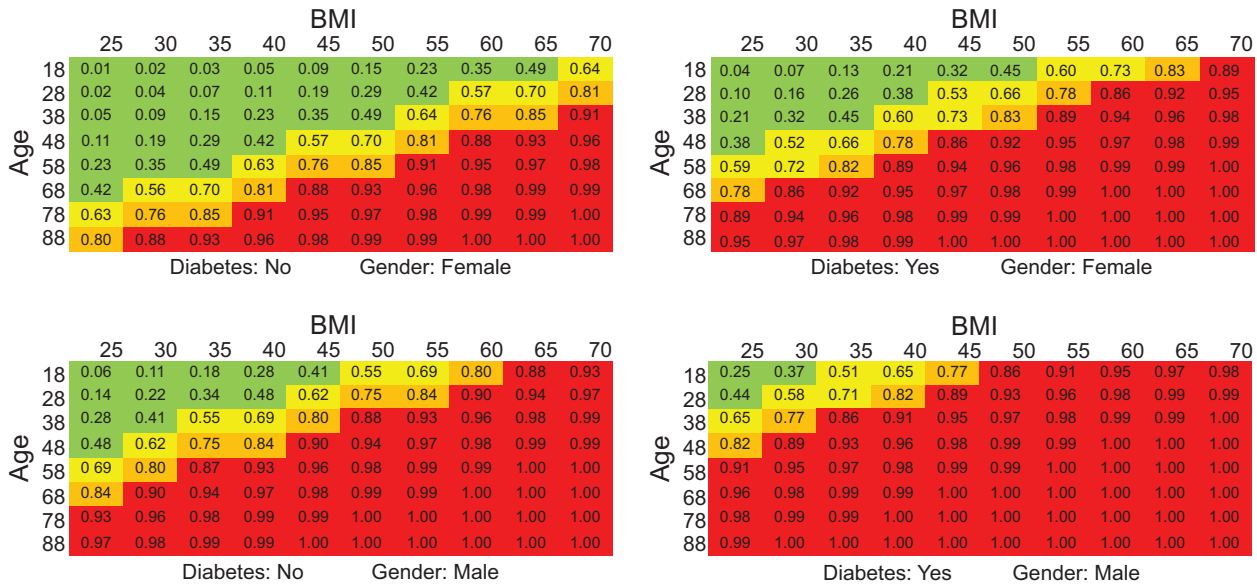 BMI
25 30 35 40 45 50 55 60 65 70
Age
18 0.01 0.02 0.03 0.05 0.09 0.15 0.23 0.35 0.49 0.64
28 0.02 0.04 0.07 0.11 0.19 0.29 0.42 0.57 0.70 0.81
38 0.05 0.09 0.15 0.23 0.35 0.49 0.64 0.76 0.85 0.91
48 0.11 0.19 0.29 0.42 0.57 0.70 0.81 0.88 0.93 0.96
58 0.23 0.35 0.49 0.63 0.76 0.85 0.91 0.95 0.97 0.98
68 0.42 0.56 0.70 0.81 0.88 0.93 0.96 0.98 0.99 0.99
78 0.63 0.76 0.85 0.91 0.95 0.97 0.98 0.99 0.99 1.00
88 0.80 0.88 0.93 0.96 0.98 0.99 0.99 1.00 1.00 1.00
Diabetes: No Gender: Female
BMI
25 30 35 40 45 50 55 60 65 70
Age
18 0.04 0.07 0.13 0.21 0.32 0.45 0.60 0.73 0.83 0.89
28 0.10 0.16 0.26 0.38 0.53 0.66 0.78 0.86 0.92 0.95
38 0.21 0.32 0.45 0.60 0.73 0.83 0.89 0.94 0.96 0.98
48 0.38 0.52 0.66 0.78 0.86 0.92 0.95 0.97 0.98 0.99
58 0.59 0.72 0.82 0.89 0.94 0.96 0.98 0.99 0.99 1.00
68 0.78 0.86 0.92 0.95 0.97 0.98 0.99 1.00 1.00 1.00
78 0.89 0.94 0.96 0.98 0.99 0.99 1.00 1.00 1.00 1.00
88 0.95 0.97 0.98 0.99 1.00 1.00 1.00 1.00 1.00 1.00
Diabetes: Yes Gender: Female
BMI
25 30 35 40 45 50 55 60 65 70
Age
18 0.06 0.11 0.18 0.28 0.41 0.55 0.69 0.80 0.88 0.93
28 0.14 0.22 0.34 0.48 0.62 0.75 0.84 0.90 0.94 0.97
38 0.28 0.41 0.55 0.69 0.80 0.88 0.93 0.96 0.98 0.99
48 0.48 0.62 0.75 0.84 0.90 0.94 0.97 0.98 0.99 0.99
58 0.69 0.80 0.87 0.93 0.96 0.98 0.99 0.99 1.00 1.00
68 0.84 0.90 0.94 0.97 0.98 0.99 0.99 1.00 1.00 1.00
78 0.93 0.96 0.98 0.99 0.99 1.00 1.00 1.00 1.00 1.00
88 0.97 0.98 0.99 0.99 1.00 1.00 1.00 1.00 1.00 1.00
Diabetes: No Gender: Male
BMI
25 30 35 40 45 50 55 60 65 70
Age
18 0.25 0.37 0.51 0.65 0.77 0.86 0.91 0.95 0.97 0.98
28 0.44 0.58 0.71 0.82 0.89 0.93 0.96 0.98 0.99 0.99
38 0.65 0.77 0.86 0.91 0.95 0.97 0.98 0.99 0.99 1.00
48 0.82 0.89 0.93 0.96 0.98 0.99 0.99 1.00 1.00 1.00
58 0.91 0.95 0.97 0.98 0.99 0.99 1.00 1.00 1.00 1.00
68 0.96 0.98 0.99 0.99 1.00 1.00 1.00 1.00 1.00 1.00
78 0.98 0.99 0.99 1.00 1.00 1.00 1.00 1.00 1.00 1.00
88 0.99 1.00 1.00 1.00 1.00 1.00 1.00 1.00 1.00 1.00
Diabetes: Yes Gender: Male